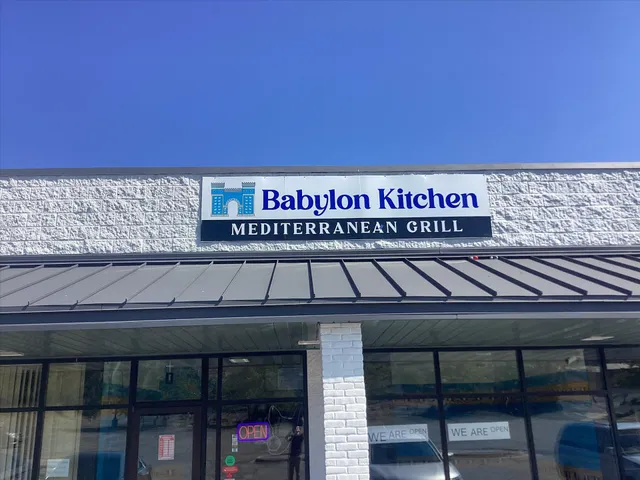 Babylon Kitchen
MEDITERRANEAN GRILL
OPEN
WE ARE OPEN
WE ARE OPEN